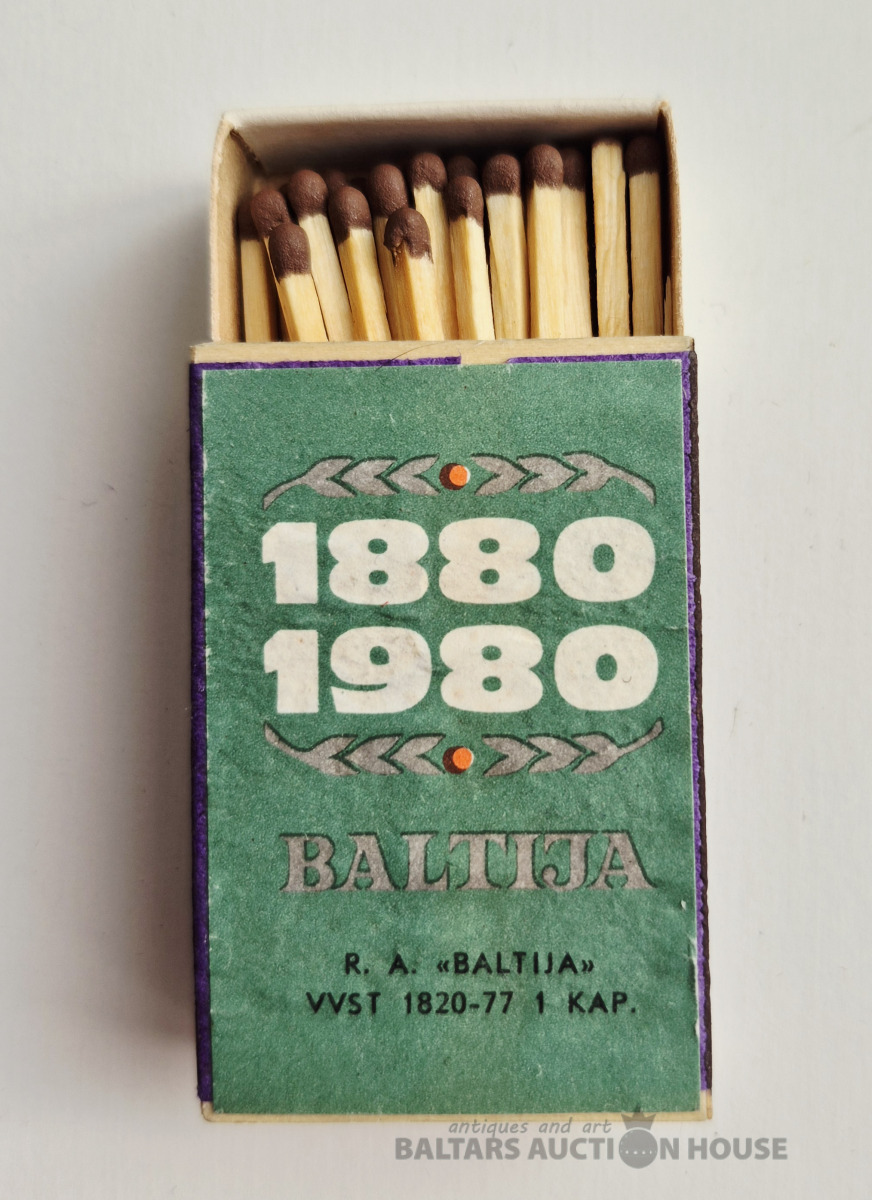 1880
1980
BALTIJA
R. A. «BALTIJA»
VVST 1820-77 1 KAP.
antiques and art
BALTARS AUCTION HOUSE